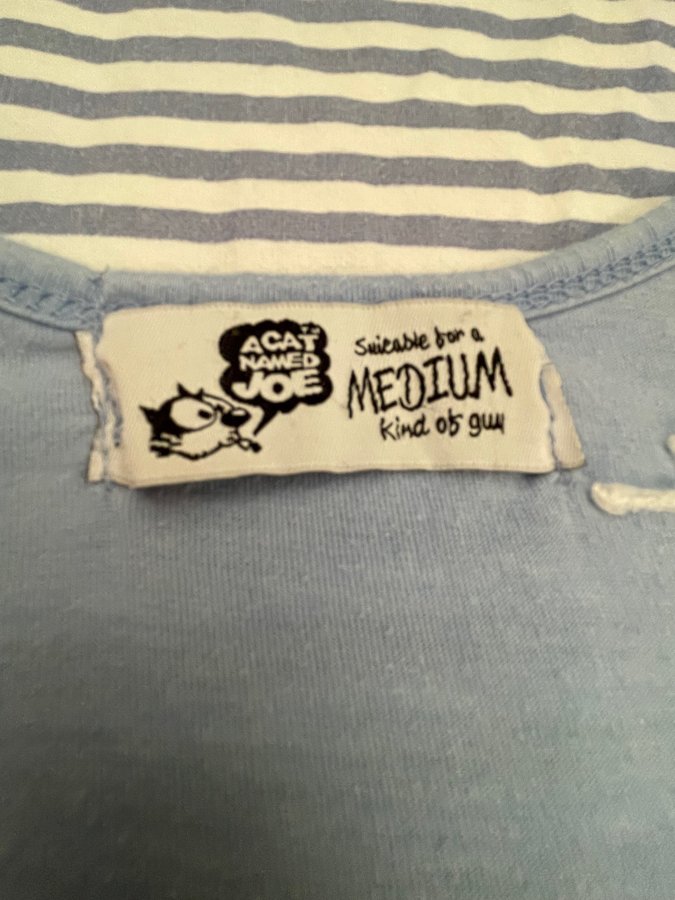 A CAT
NAMED
JOE
Suitable for a
MEDIUM
Kind of guy